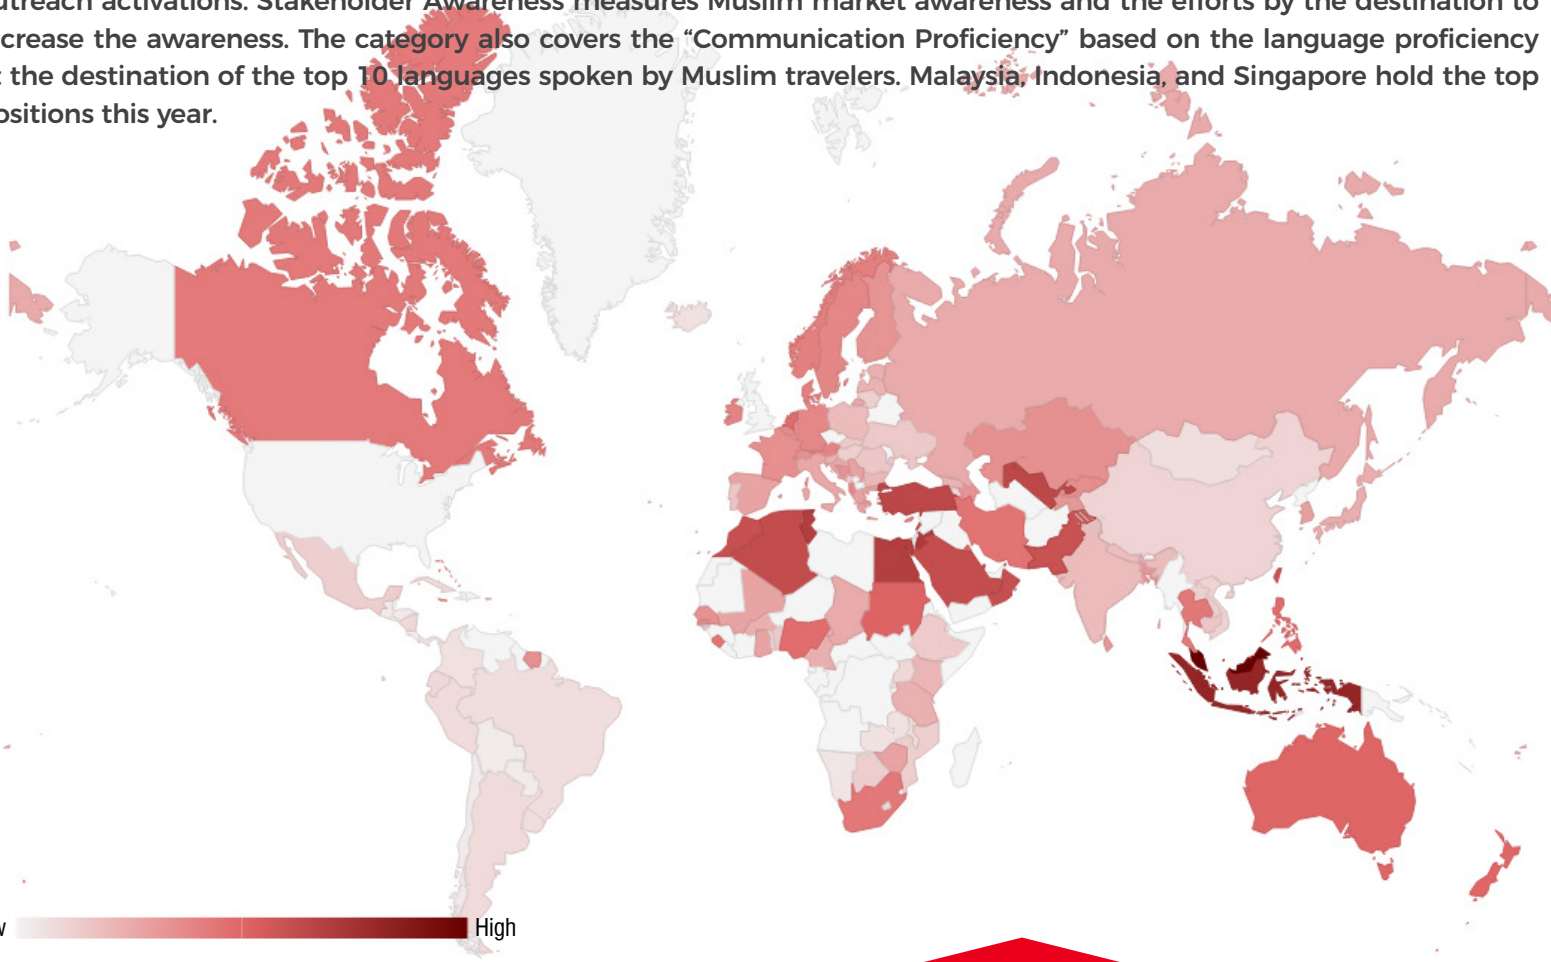 outreach activations. Stakeholder Awareness measures Muslim market awareness and the efforts by the destination to
increase the awareness. The category also covers the “Communication Proficiency” based on the language proficiency
the destination of the top 10 languages spoken by Muslim travelers. Malaysia, Indonesia, and Singapore hold the top
positions this year.
High